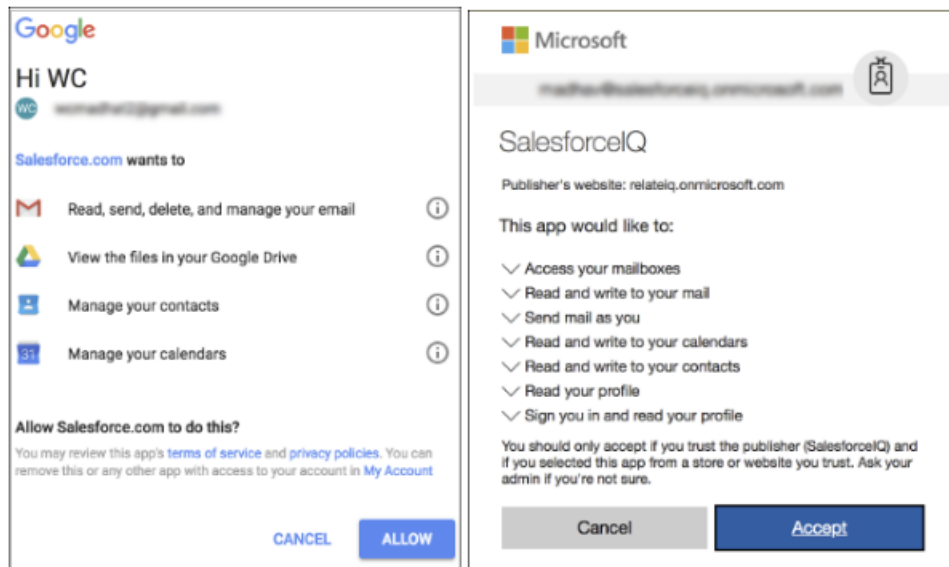 Google
Hi WC
WC
Salesforce.com wants to
Read, send, delete, and manage your email
View the files in your Google Drive
Manage your contacts
31
Manage your calendars
Allow Salesforce.com to do this?
You may review this app's terms of service and privacy policies. You can
remove this or any other app with access to your account in My Account
CANCEL
ALLOW
Microsoft
SalesforceIQ
Publisher's website: relateiq.onmicrosoft.com
This app would like to:
Access your mailboxes
Read and write to your mail
Send mail as you
Read and write to your calendars
Read and write to your contacts
Read your profile
Sign you in and read your profile
You should only accept if you trust the publisher (SalesforceIQ) and
if you selected this app from a store or website you trust. Ask your
admin if you're not sure.
Cancel
Accept